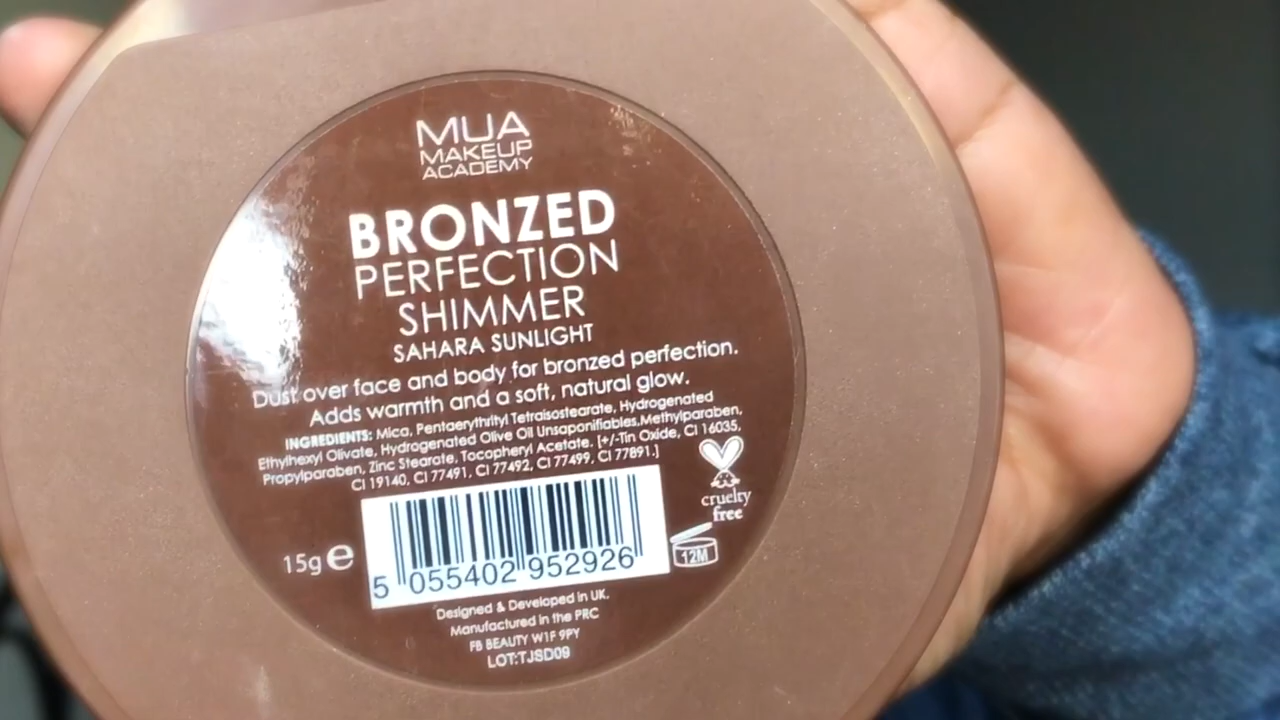 MUA
MAKEUP
ACADEMY
BRONZED
PERFECTION
SHIMMER
SAHARA SUNLIGHT
Dust over face and body for bronzed perfection.
Adds warmth and a soft, natural glow.
INGREDIENTS: Mica, Pentaerythrityl Tetraisostearate, Hydrogenated
Ethylhexyl Olivate, Hydrogenated Olive Oil Unsaponifiables,Methylparaben,
Propylparaben, Zinc Stearate, Tocopheryl Acetate. [+/-Tin Oxide, CI 16035,
CI 19140, CI 77491, CI 77492, CI 77499, CI 77891.]
cruelty
free
15g e
12M
5 055402 952926
Designed & Developed in UK.
Manufactured in the PRC
FB BEAUTY W1F 9PY
LOT:TJSD09